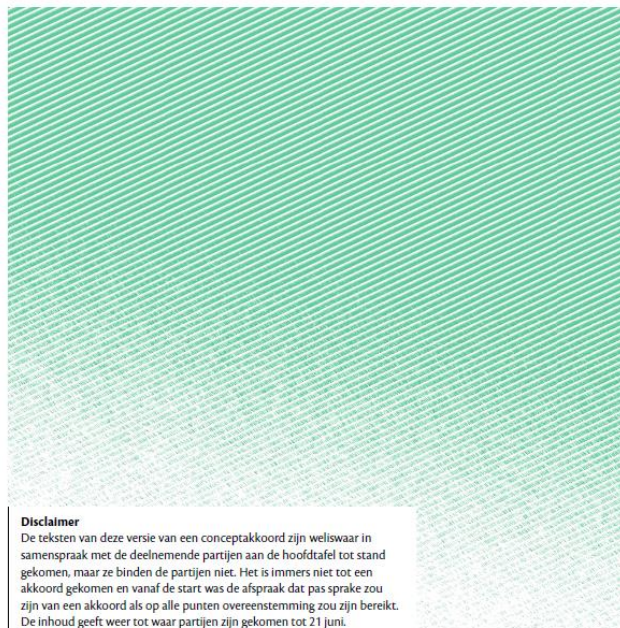 Disclaimer
De teksten van deze versie van een conceptakkoord zijn weliswaar in
samenspraak met de deelnemende partijen aan de hoofdtafel tot stand
gekomen, maar ze binden de partijen niet. Het is immers niet tot een
akkoord gekomen en vanaf de start was de afspraak dat pas sprake zou
zijn van een akkoord als op alle punten overeenstemming zou zijn bereikt.
De inhoud geeft weer tot waar partijen zijn gekomen tot 21 juni.